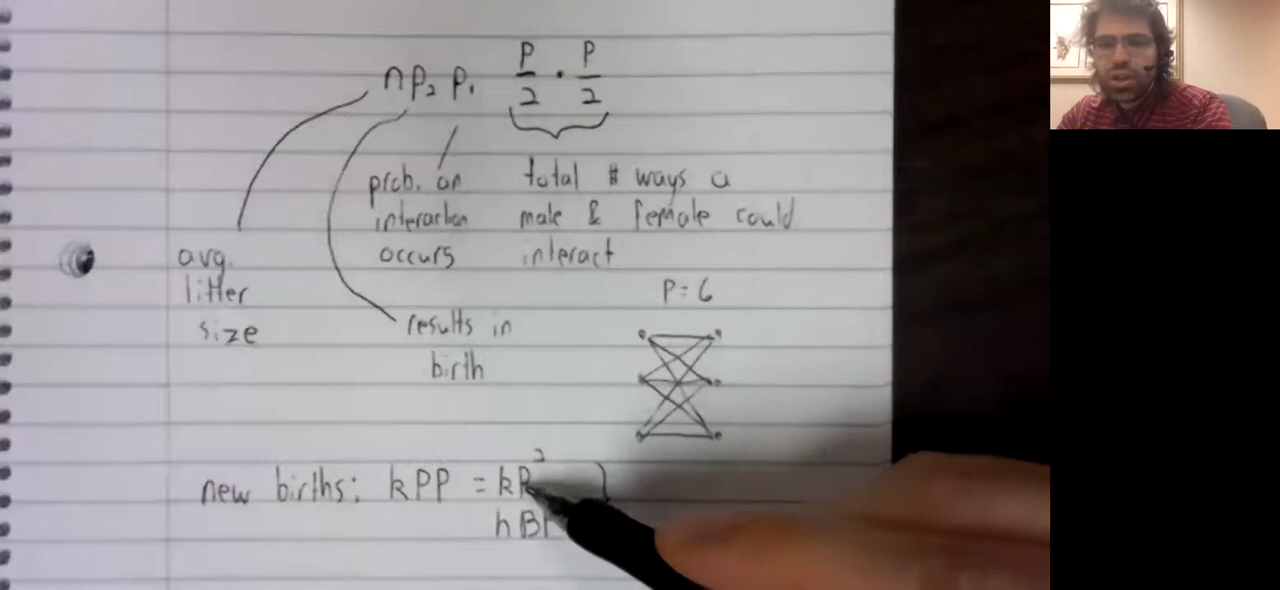 n p₂ p₁ P/2 · P/2
prob. an total # ways a
interaction male & female could
occurs interact
avg.
litter
size
results in
birth
P = 6
new births: kPP = kP²